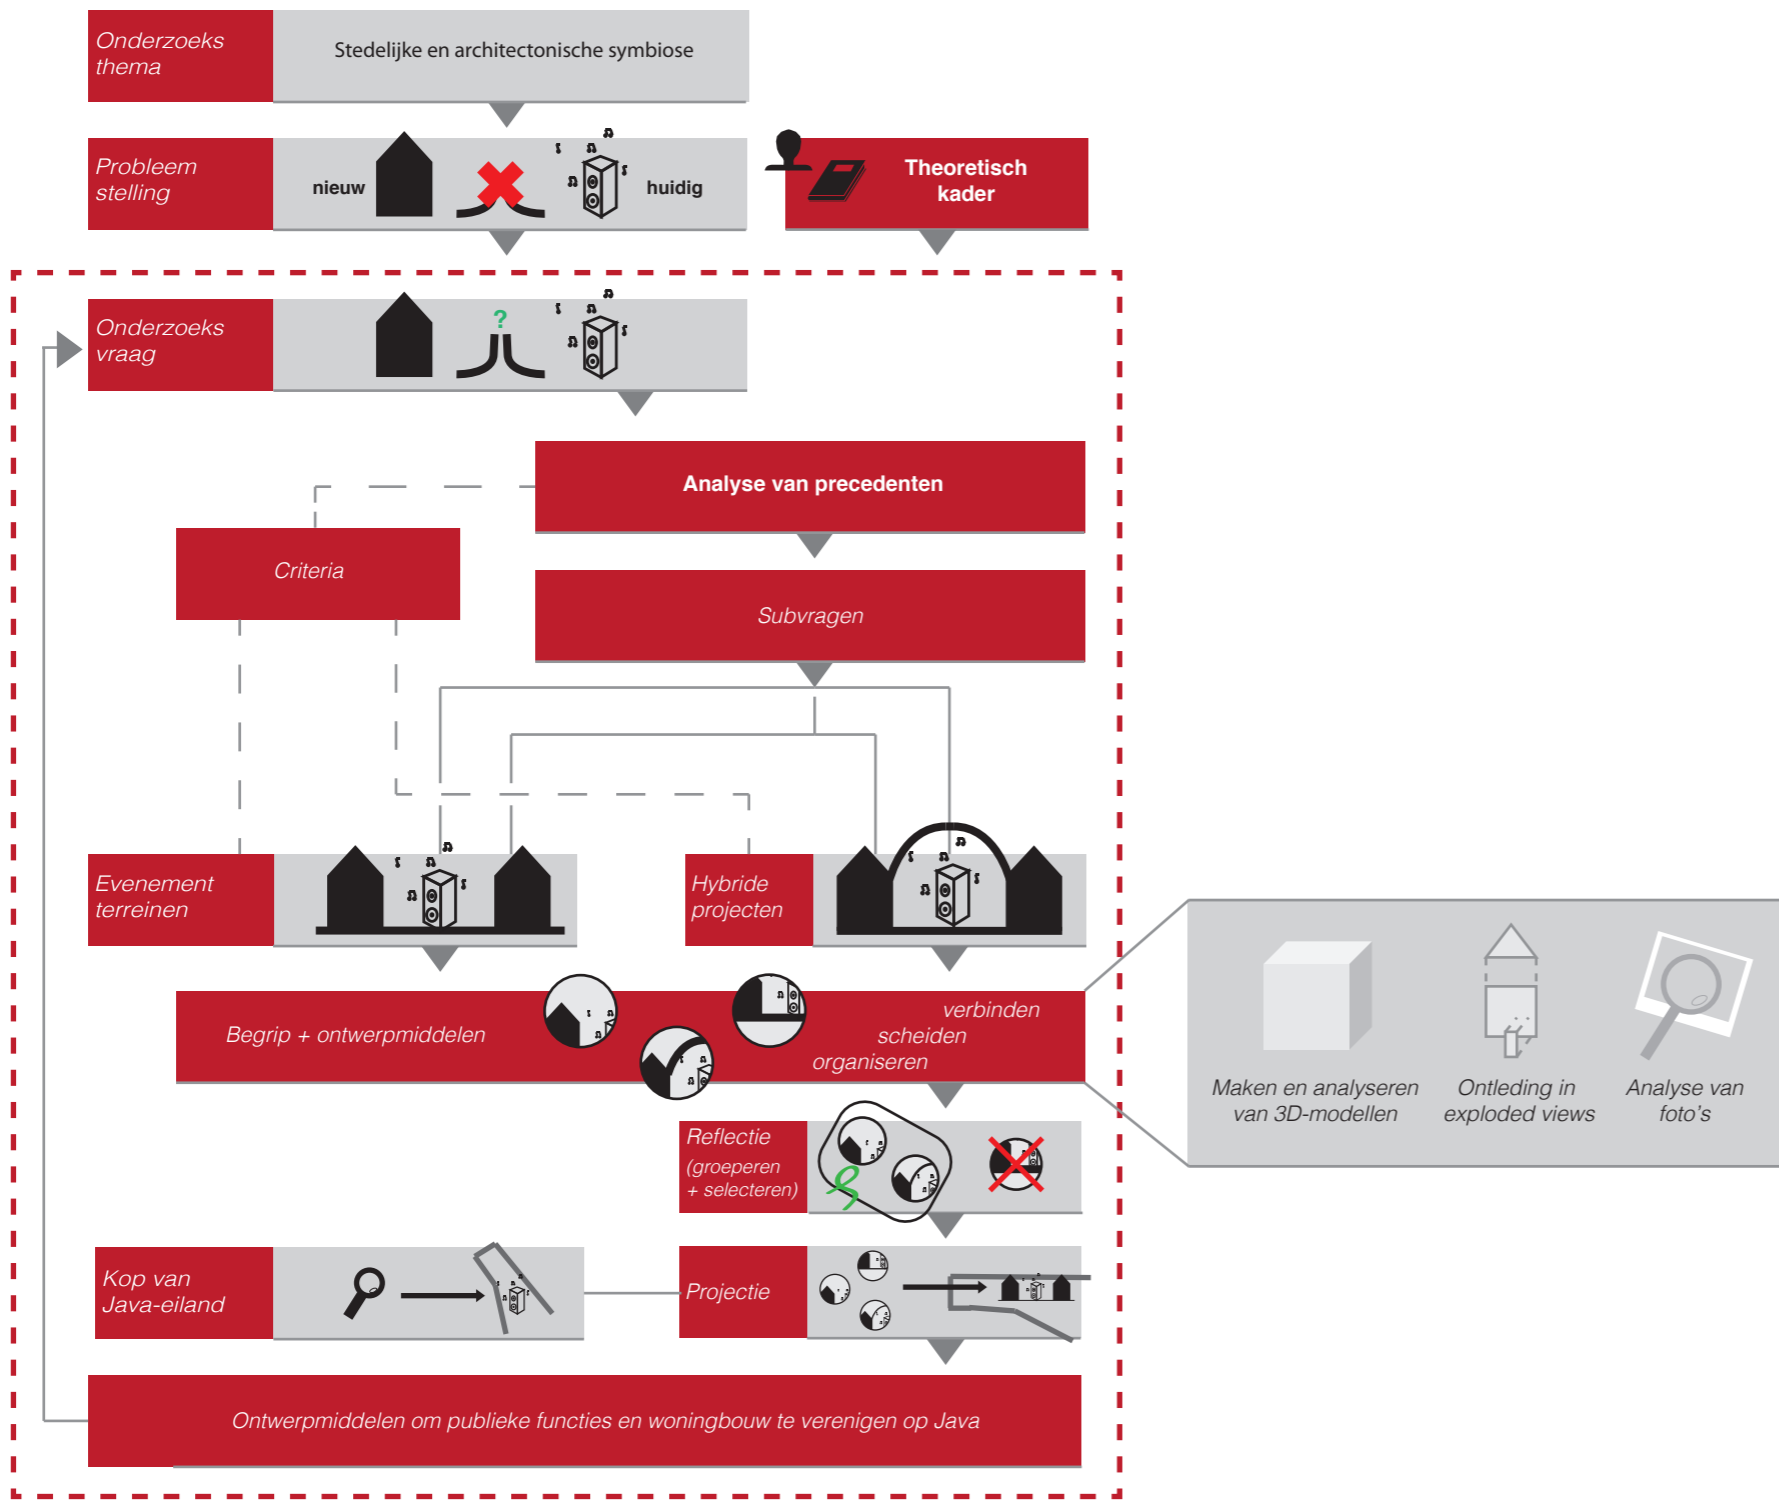 Onderzoeks
thema
Stedelijke en architectonische symbiose
Probleem
stelling
nieuw
huidig
Theoretisch
kader
Onderzoeks
vraag
?
Analyse van precedenten
Criteria
Subvragen
Evenement
terreinen
Hybride
projecten
Begrip + ontwerpmiddelen
verbinden
scheiden
organiseren
Maken en analyseren
van 3D-modellen
Ontleding in
exploded views
Analyse van
foto's
Reflectie
(groeperen
+ selecteren)
Kop van
Java-eiland
Projectie
Ontwerpmiddelen om publieke functies en woningbouw te verenigen op Java